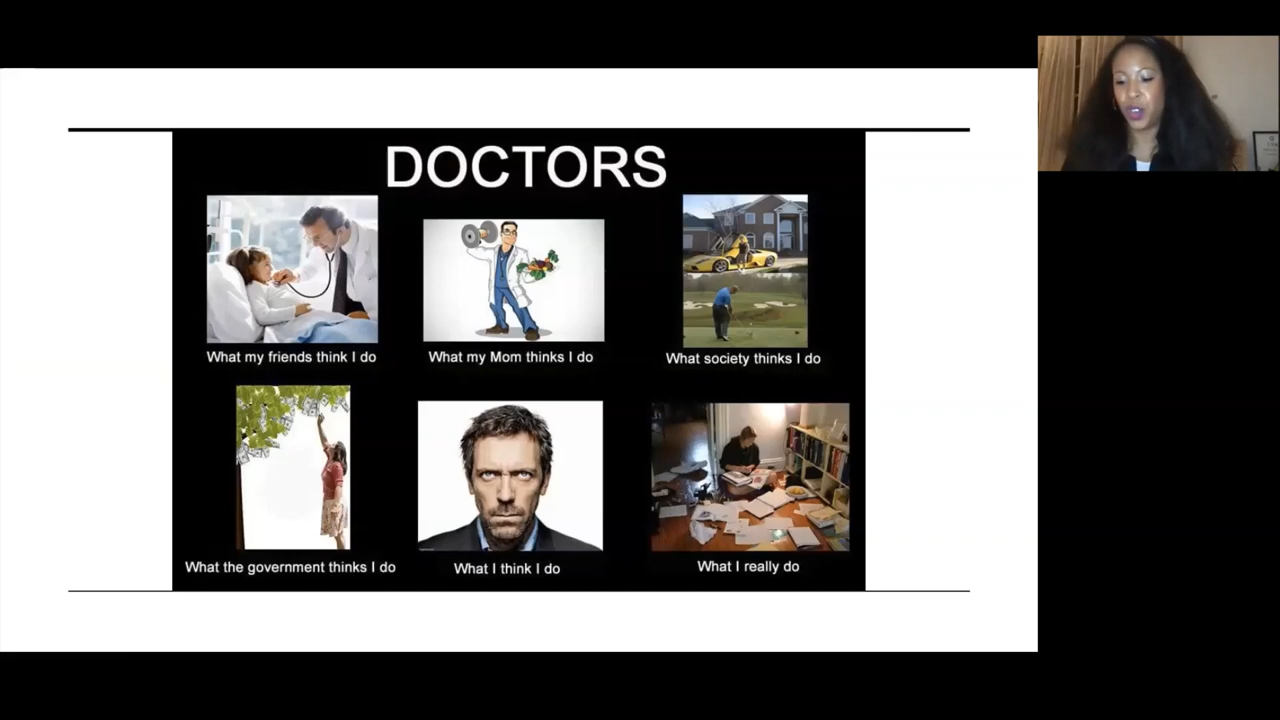 DOCTORS
What my friends think I do
What my Mom thinks I do
What society thinks I do
What the government thinks I do
What I think I do
What I really do